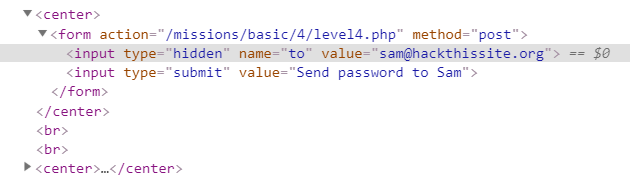 ▼<center>
▼<form action="/missions/basic/4/level4.php" method="post">
<input type="hidden" name="to" value="sam@hackthissite.org"> == $0
<input type="submit" value="Send password to Sam">
</form>
</center>
<br>
<br>
▶<center>…</center>